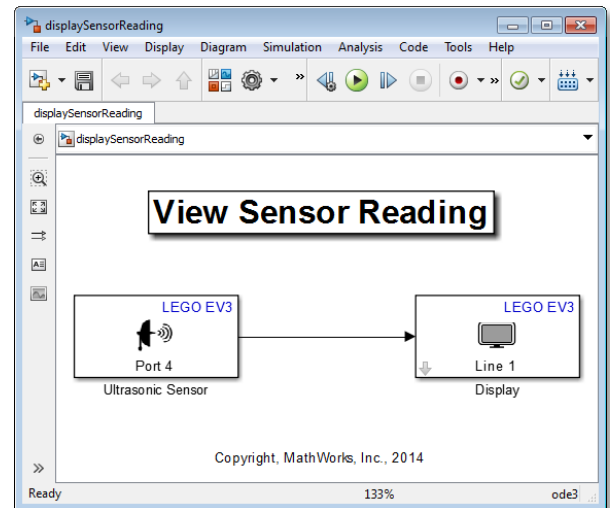 displaySensorReading
File Edit View Display Diagram Simulation Analysis Code Tools Help
» »
displaySensorReading
displaySensorReading
View Sensor Reading
LEGO EV3 LEGO EV3
Port 4 Line 1
Ultrasonic Sensor Display
Copyright, MathWorks, Inc., 2014
»
Ready 133% ode3